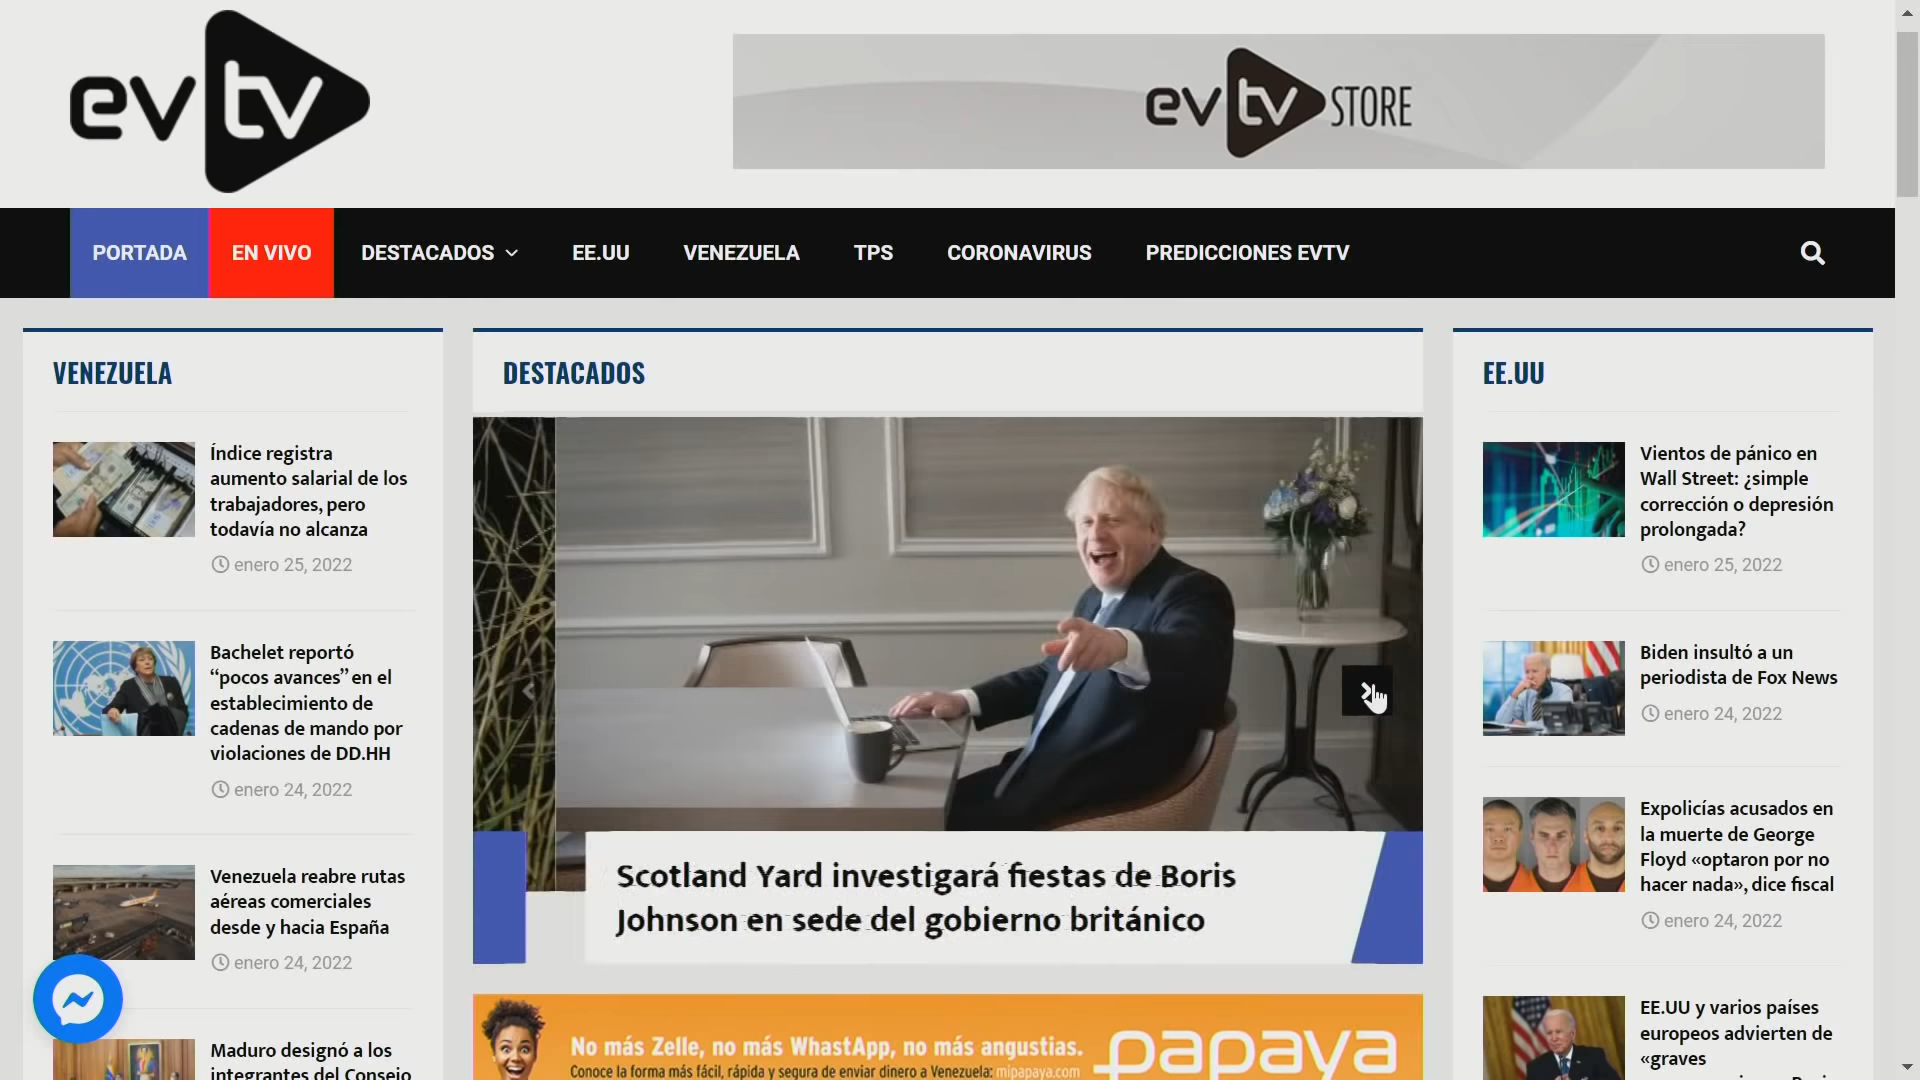 evtv
evtv STORE
PORTADA
EN VIVO
DESTACADOS
EE.UU
VENEZUELA
TPS
CORONAVIRUS
PREDICCIONES EVTV
VENEZUELA
Índice registra
aumento salarial de los
trabajadores, pero
todavía no alcanza
enero 25, 2022
Bachelet reportó
“pocos avances” en el
establecimiento de
cadenas de mando por
violaciones de DD.HH
enero 24, 2022
Venezuela reabre rutas
aéreas comerciales
desde y hacia España
enero 24, 2022
Maduro designó a los
integrantes del Consejo
DESTACADOS
Scotland Yard investigará fiestas de Boris
Johnson en sede del gobierno británico
No más Zelle, no más WhastApp, no más angustias.
Conoce la forma más fácil, rápida y segura de enviar dinero a Venezuela: mipapaya.com
papaya
EE.UU
Vientos de pánico en
Wall Street: ¿simple
corrección o depresión
prolongada?
enero 25, 2022
Biden insultó a un
periodista de Fox News
enero 24, 2022
Expolicías acusados en
la muerte de George
Floyd «optaron por no
hacer nada», dice fiscal
enero 24, 2022
EE.UU y varios países
europeos advierten de
«graves